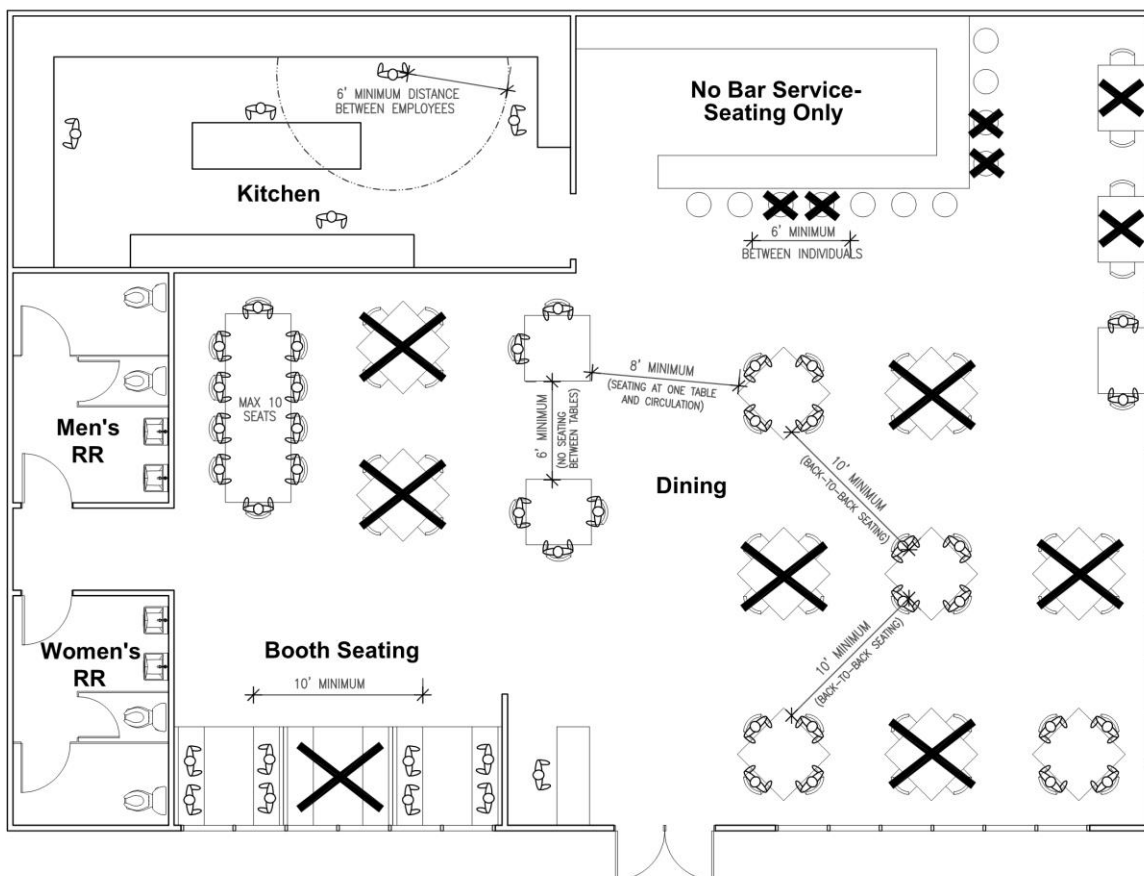 6' MINIMUM DISTANCE
BETWEEN EMPLOYEES
Kitchen
No Bar Service-
Seating Only
6' MINIMUM
BETWEEN INDIVIDUALS
MAX 10
SEATS
8' MINIMUM
(SEATING AT ONE TABLE
AND CIRCULATION)
6' MINIMUM
(NO SEATING
BETWEEN TABLES)
Men's
RR
Dining
10' MINIMUM
(BACK-TO-BACK SEATING)
10' MINIMUM
(BACK-TO-BACK SEATING)
Women's
RR
Booth Seating
10' MINIMUM